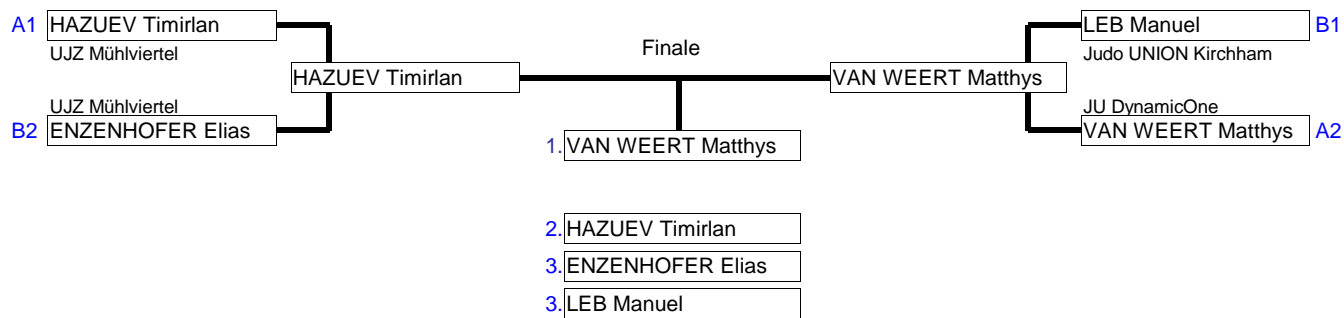 A1 HAZUEV Timirlan
UJZ Mühlviertel
LEB Manuel B1
Judo UNION Kirchham
Finale
HAZUEV Timirlan
VAN WEERT Matthys
UJZ Mühlviertel
B2 ENZENHOFER Elias
JU DynamicOne
VAN WEERT Matthys A2
1. VAN WEERT Matthys
2. HAZUEV Timirlan
3. ENZENHOFER Elias
3. LEB Manuel